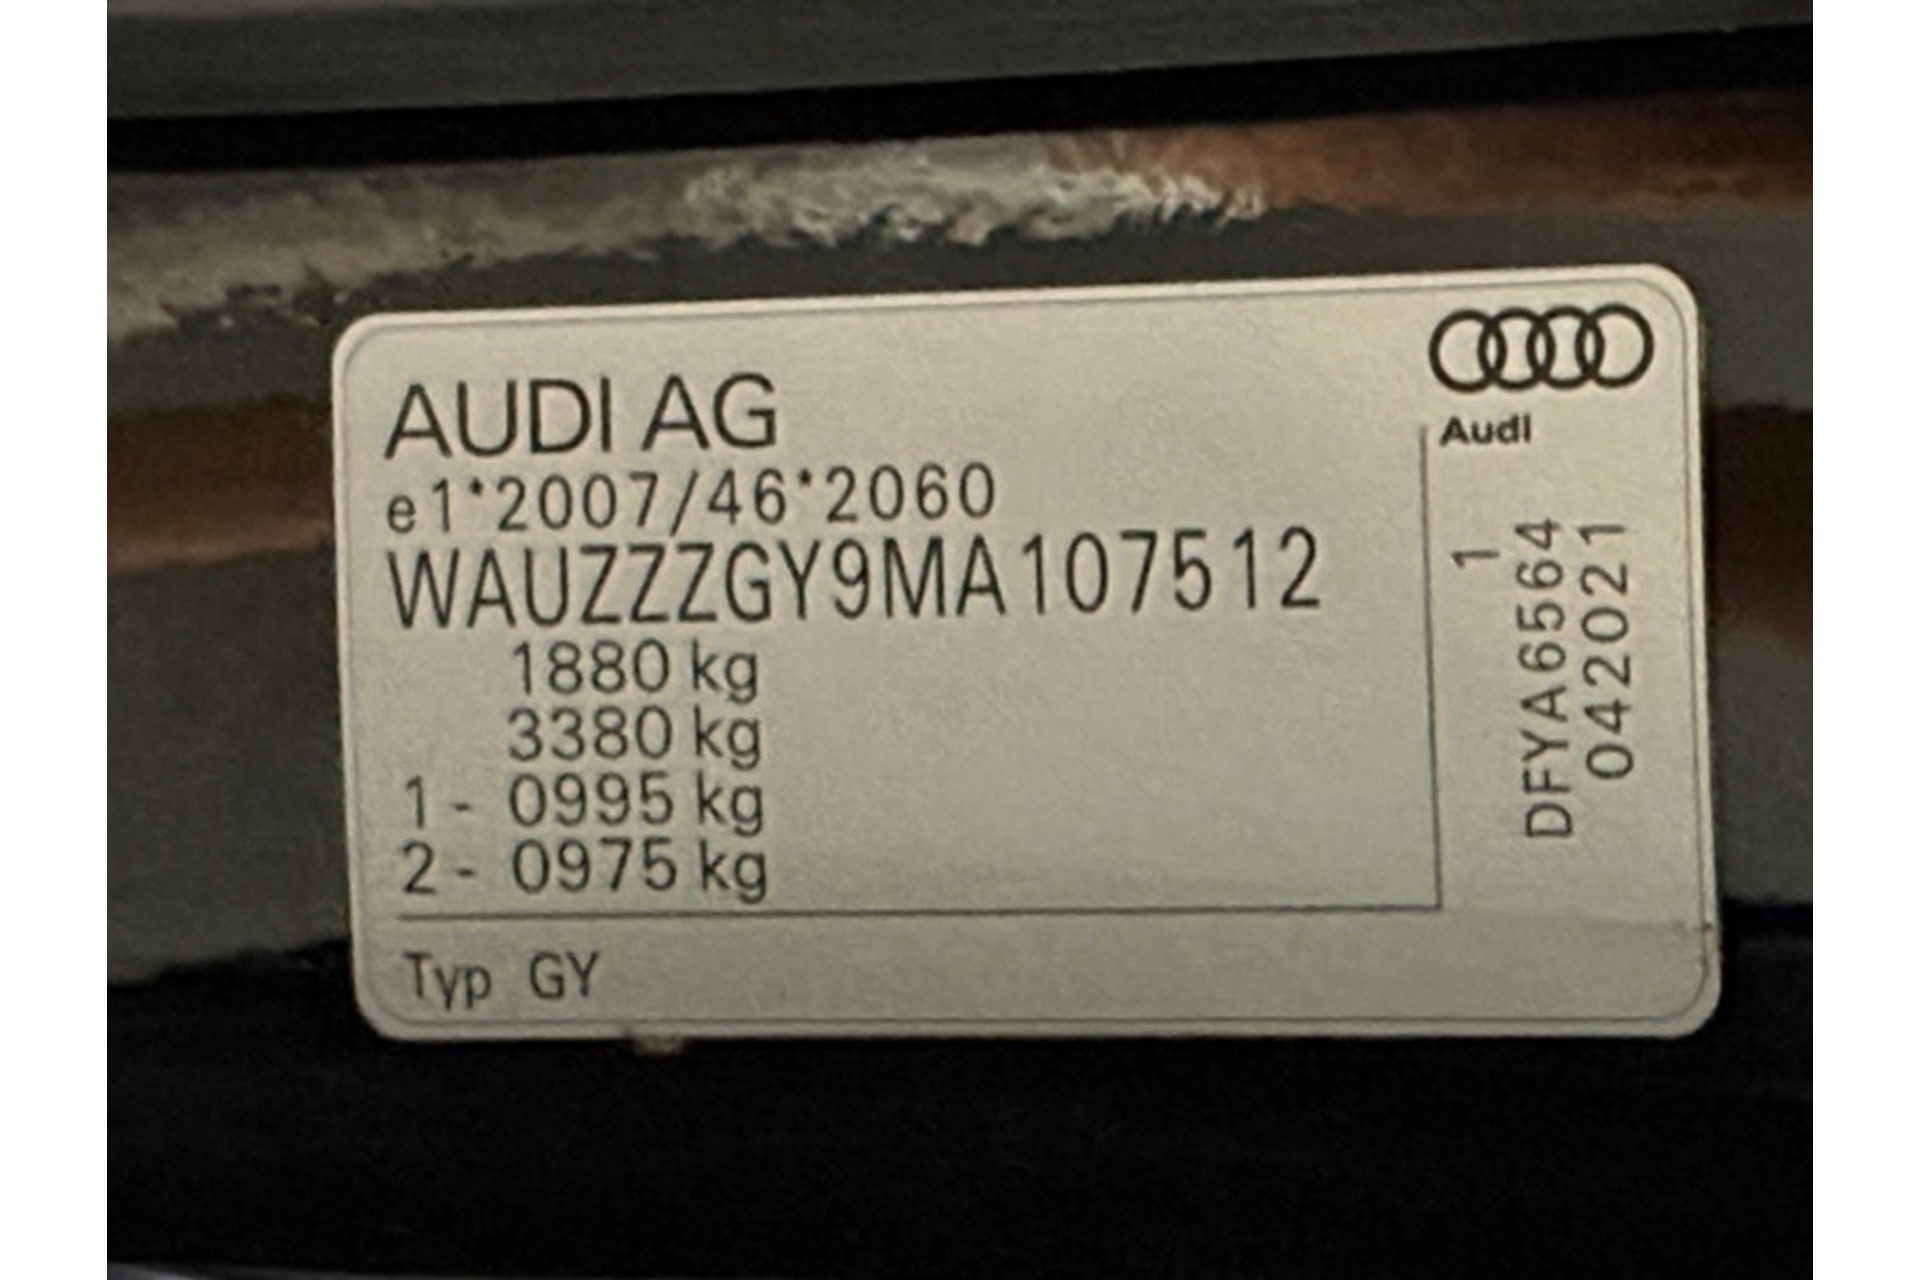 AUDI AG
e1*2007/46*2060
WAUZZZGY9MA107512
1880 kg
3380 kg
1 - 0995 kg
2 - 0975 kg
Typ GY
Audi
1
DFYA6564
042021